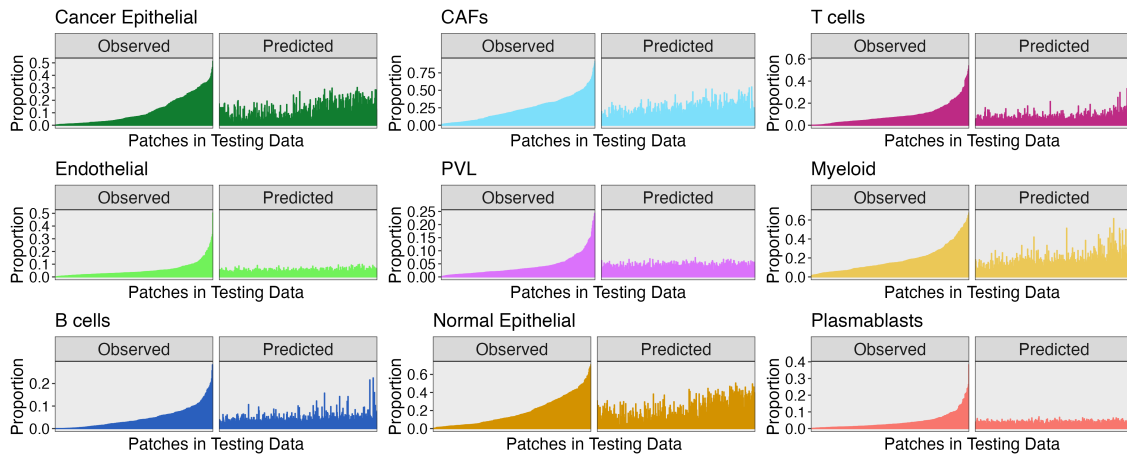 Cancer Epithelial
Observed
Predicted
Proportion
0.5
0.4
0.3
0.2
0.1
0.0
Patches in Testing Data
CAFs
Observed
Predicted
Proportion
0.75
0.50
0.25
0.00
Patches in Testing Data
T cells
Observed
Predicted
Proportion
0.6
0.4
0.2
0.0
Patches in Testing Data
Endothelial
Observed
Predicted
Proportion
0.5
0.4
0.3
0.2
0.1
0.0
Patches in Testing Data
PVL
Observed
Predicted
Proportion
0.25
0.20
0.15
0.10
0.05
0.00
Patches in Testing Data
Myeloid
Observed
Predicted
Proportion
0.6
0.4
0.2
0.0
Patches in Testing Data
B cells
Observed
Predicted
Proportion
0.2
0.1
0.0
Patches in Testing Data
Normal Epithelial
Observed
Predicted
Proportion
0.6
0.4
0.2
0.0
Patches in Testing Data
Plasmablasts
Observed
Predicted
Proportion
0.4
0.3
0.2
0.1
0.0
Patches in Testing Data